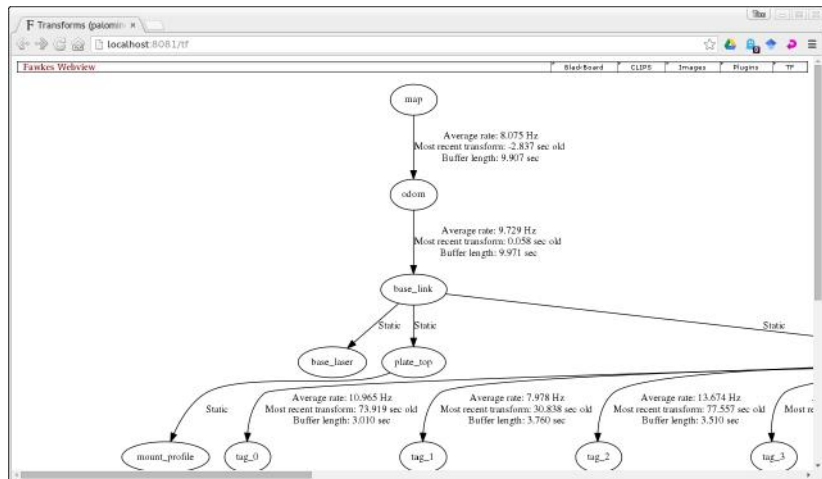 Transforms (palomin
localhost:8081/tf
Fawkes Webview
BlackBoard
CLIPS
Images
Plugins
TF
map
Average rate: 8.075 Hz
Most recent transform: -2.837 sec old
Buffer length: 9.907 sec
odom
Average rate: 9.729 Hz
Most recent transform: 0.058 sec old
Buffer length: 9.971 sec
base_link
Static
Static
Static
base_laser
plate_top
Static
Average rate: 10.965 Hz
Most recent transform: 73.919 sec old
Buffer length: 3.010 sec
Average rate: 7.978 Hz
Most recent transform: 30.838 sec old
Buffer length: 3.760 sec
Average rate: 13.674 Hz
Most recent transform: 77.557 sec old
Buffer length: 3.510 sec
Most r
mount_profile
tag_0
tag_1
tag_2
tag_3